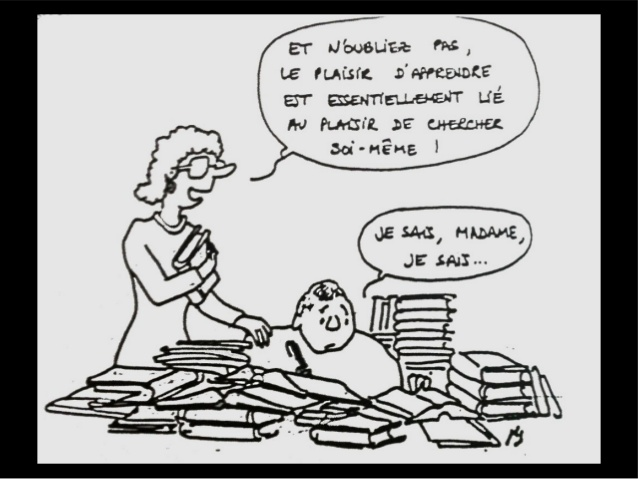 ET N'OUBLIEZ PAS,
LE PLAISIR D'APPRENDRE
EST ESSENTIELLEMENT LIÉ
AU PLAISIR DE CHERCHER
SOI-MÊME !
JE SAIS, MADAME,
JE SAIS...